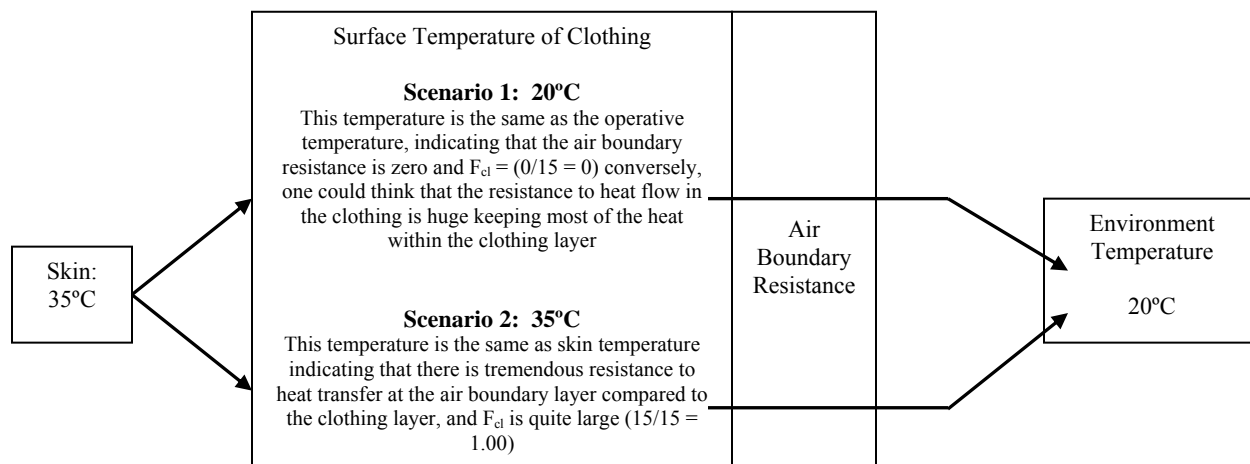 Skin:
35ºC
Surface Temperature of Clothing
Scenario 1: 20ºC
This temperature is the same as the operative
temperature, indicating that the air boundary
resistance is zero and Fcl = (0/15 = 0) conversely,
one could think that the resistance to heat flow in
the clothing is huge keeping most of the heat
within the clothing layer
Scenario 2: 35ºC
This temperature is the same as skin temperature
indicating that there is tremendous resistance to
heat transfer at the air boundary layer compared to
the clothing layer, and Fcl is quite large (15/15 =
1.00)
Air
Boundary
Resistance
Environment
Temperature
20ºC